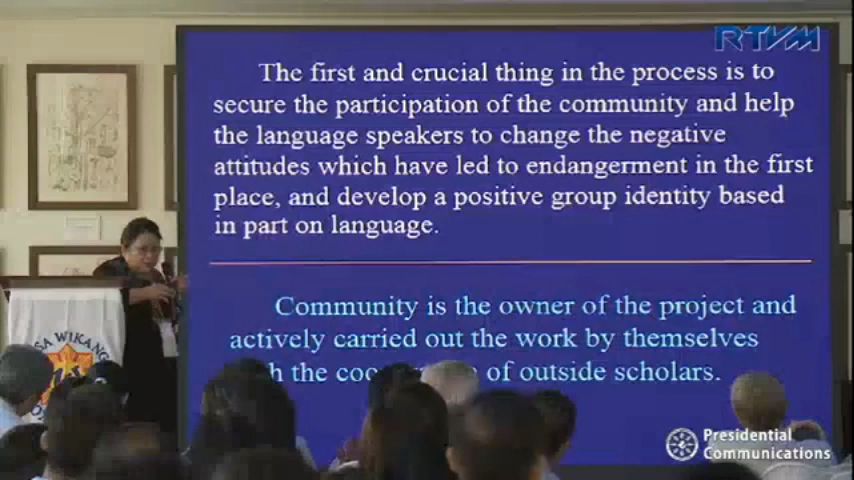 RTVM
The first and crucial thing in the process is to
secure the participation of the community and help
the language speakers to change the negative
attitudes which have led to endangerment in the first
place, and develop a positive group identity based
in part on language.
Community is the owner of the project and
actively carried out the work by themselves
the of outside scholars.
SA WIKANG
Presidential
Communications